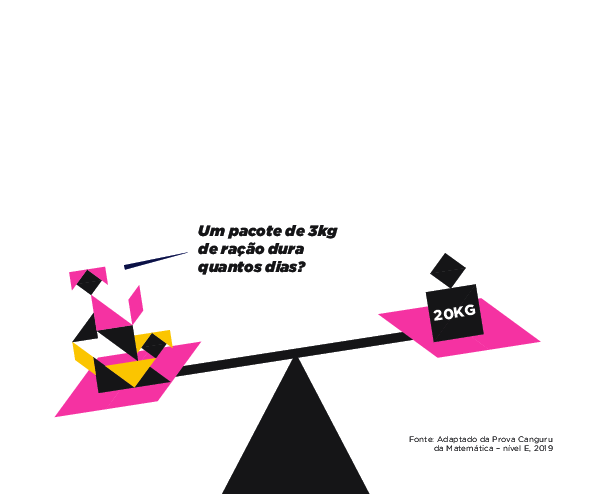 Um pacote de 3kg
de ração dura
quantos dias?
20KG
Fonte: Adaptado da Prova Canguru
da Matemática – nível E, 2019